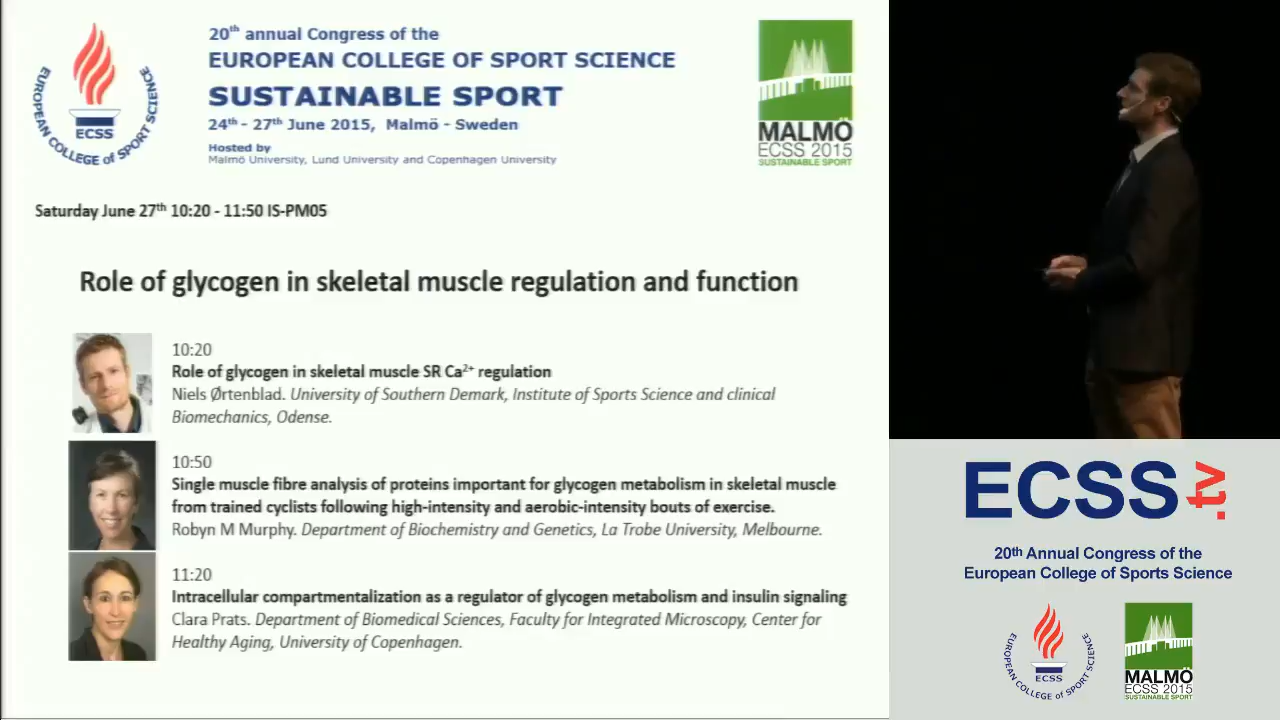 20th annual Congress of the
EUROPEAN COLLEGE OF SPORT SCIENCE
SUSTAINABLE SPORT
24th - 27th June 2015, Malmö - Sweden
Hosted by
Malmö University, Lund University and Copenhagen University
EUROPEAN COLLEGE of SPORT SCIENCE
ECSS
MALMÖ
ECSS 2015
SUSTAINABLE SPORT
Saturday June 27th 10:20 - 11:50 IS-PM05
Role of glycogen in skeletal muscle regulation and function
10:20
Role of glycogen in skeletal muscle SR Ca2+ regulation
Niels Ørtenblad. University of Southern Demark, Institute of Sports Science and clinical
Biomechanics, Odense.
10:50
Single muscle fibre analysis of proteins important for glycogen metabolism in skeletal muscle
from trained cyclists following high-intensity and aerobic-intensity bouts of exercise.
Robyn M Murphy. Department of Biochemistry and Genetics, La Trobe University, Melbourne.
11:20
Intracellular compartmentalization as a regulator of glycogen metabolism and insulin signaling
Clara Prats. Department of Biomedical Sciences, Faculty for Integrated Microscopy, Center for
Healthy Aging, University of Copenhagen.
ECSS.tv
20th Annual Congress of the
European College of Sports Science
EUROPEAN COLLEGE of SPORT SCIENCE
ECSS
MALMÖ
ECSS 2015
SUSTAINABLE SPORT